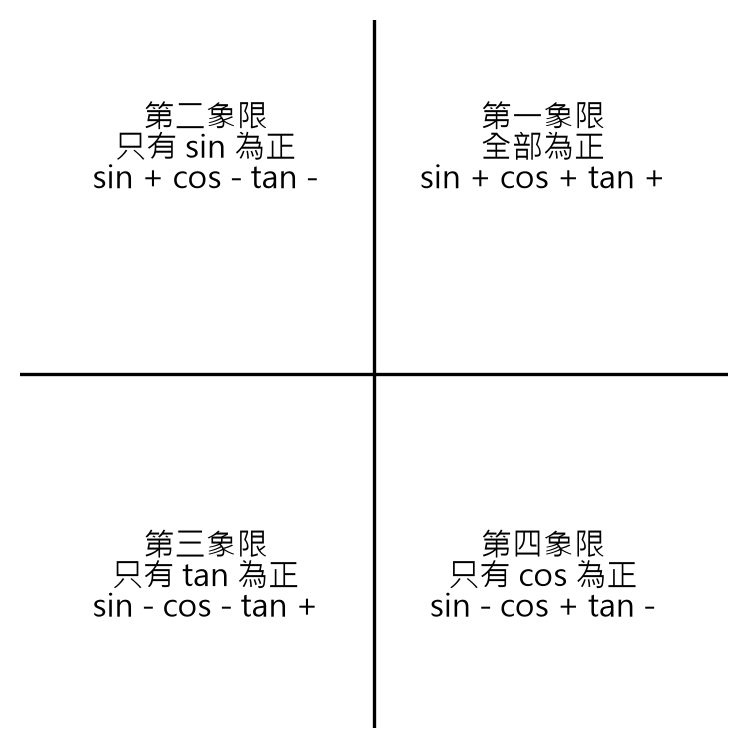 第二象限
只有 sin 為正
sin + cos - tan -
第一象限
全部為正
sin + cos + tan +
第三象限
只有 tan 為正
sin - cos - tan +
第四象限
只有 cos 為正
sin - cos + tan -